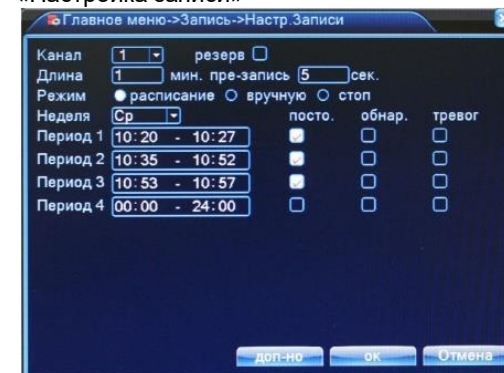 «Настройка записи»
Главное меню->Запись->Настр.Записи
Канал 1 резерв
Длина 1 мин. пре-запись 5 сек.
Режим расписание вручную стоп
Неделя Ср посто. обнар. тревог
Период 1 10:20 - 10:27
Период 2 10:35 - 10:52
Период 3 10:53 - 10:57
Период 4 00:00 - 24:00
доп-но ок Отмена